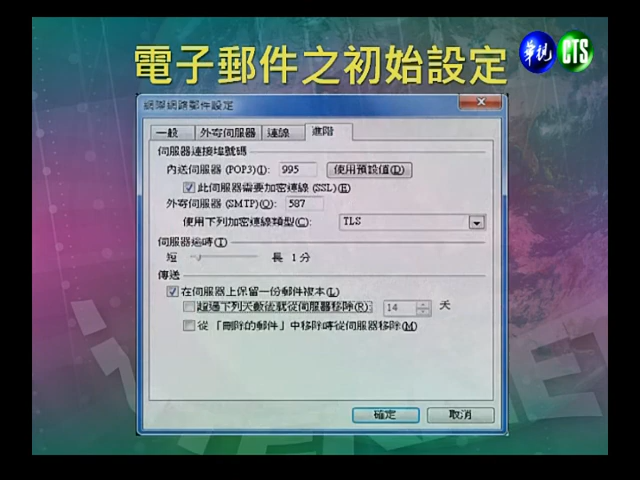 電子郵件之初始設定
華視 CTS
網際網路郵件設定
一般 外寄伺服器 連線 進階
伺服器連接埠號碼
內送伺服器 (POP3)(I): 995 使用預設值(D)
此伺服器需要加密連線 (SSL)(E)
外寄伺服器 (SMTP)(O): 587
使用下列加密連線類型(C): TLS
伺服器逾時(T)
短 長 1 分
傳送
在伺服器上保留一份郵件複本(L)
超過下列天數後就從伺服器移除(R): 14 天
從「刪除的郵件」中移除時從伺服器移除(M)
確定 取消